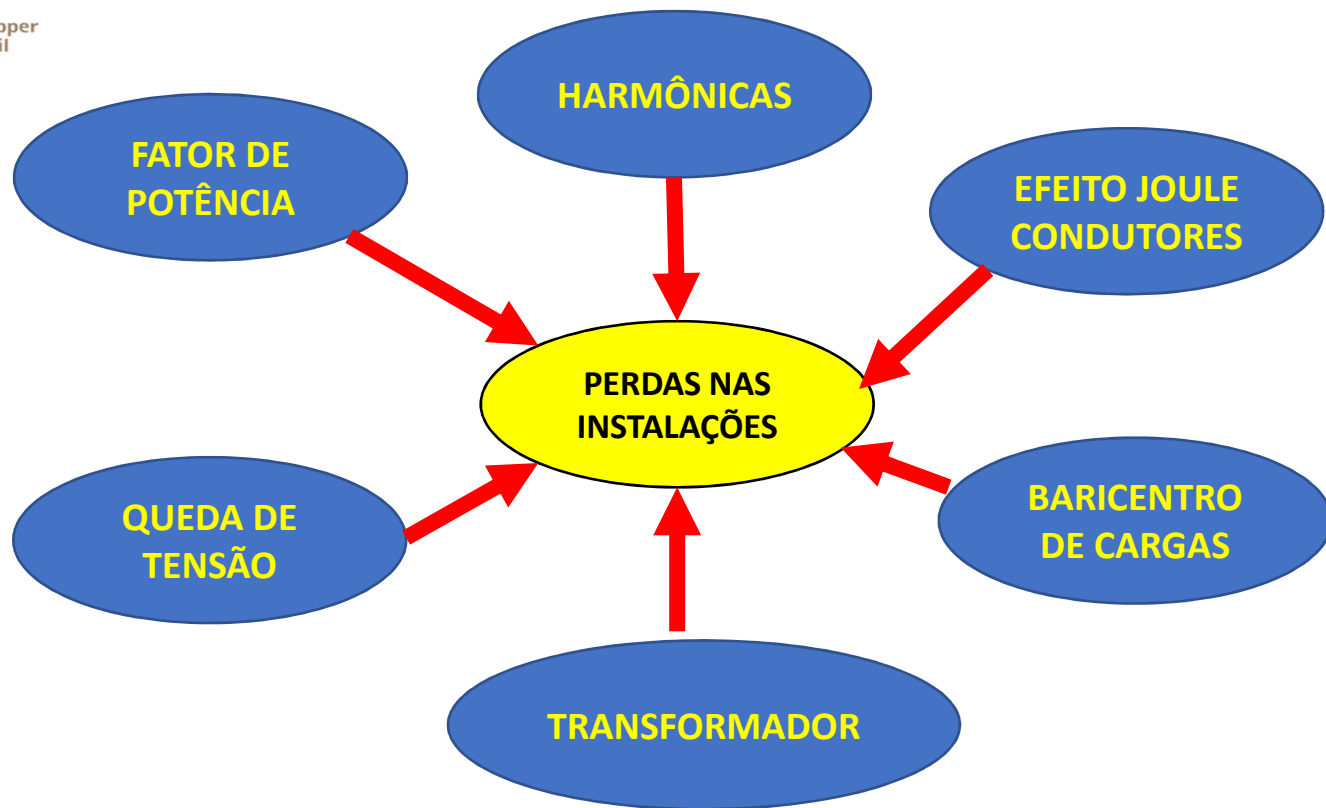 HARMÔNICAS
FATOR DE
POTÊNCIA
EFEITO JOULE
CONDUTORES
PERDAS NAS
INSTALAÇÕES
QUEDA DE
TENSÃO
BARICENTRO
DE CARGAS
TRANSFORMADOR